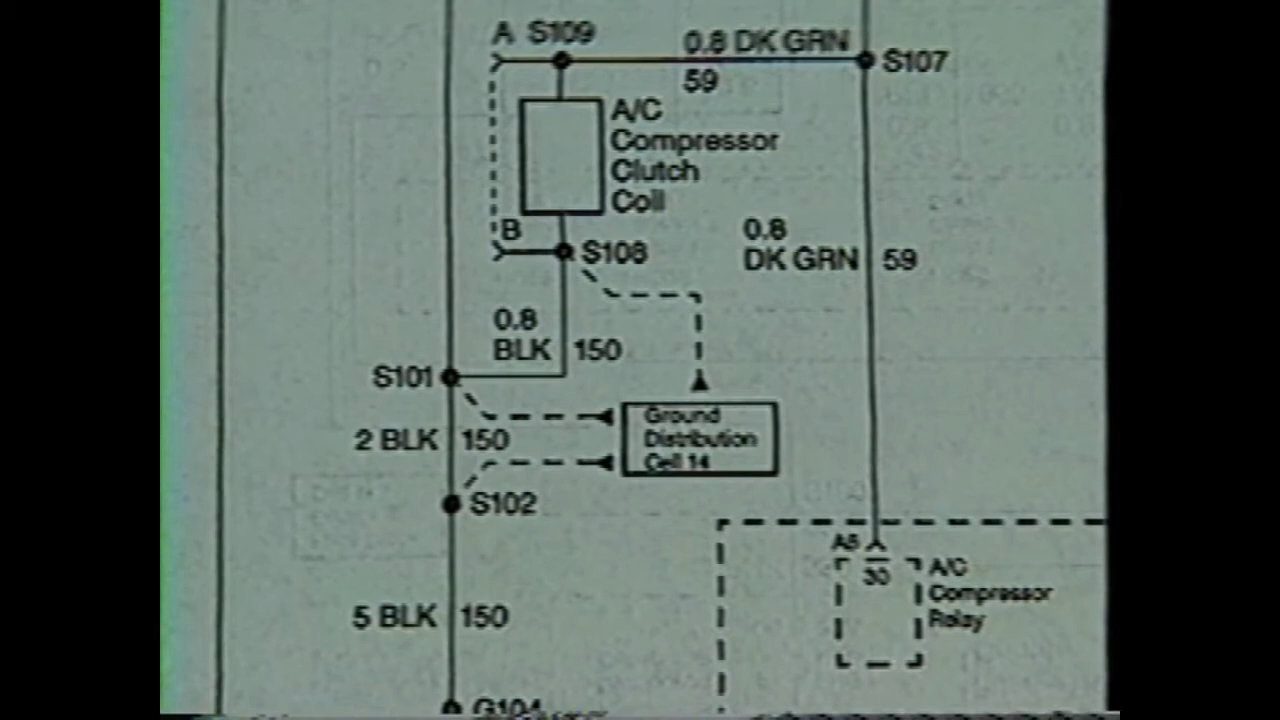 A S109
0.8 DK GRN
S107
59
A/C
Compressor
Clutch
Coil
B
S108
0.8
DK GRN
59
0.8
BLK 150
S101
Ground
Distribution
Cell 14
2 BLK 150
S102
A6
30
A/C
Compressor
Relay
5 BLK 150
G104